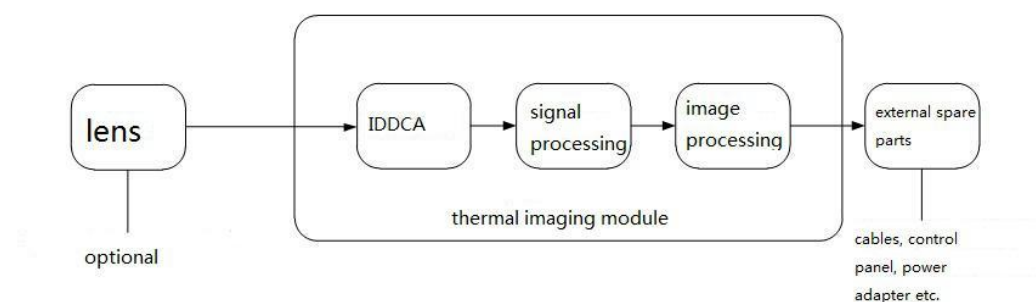 lens
IDDCA
signal
processing
image
processing
external spare
parts
thermal imaging module
optional
cables, control
panel, power
adapter etc.